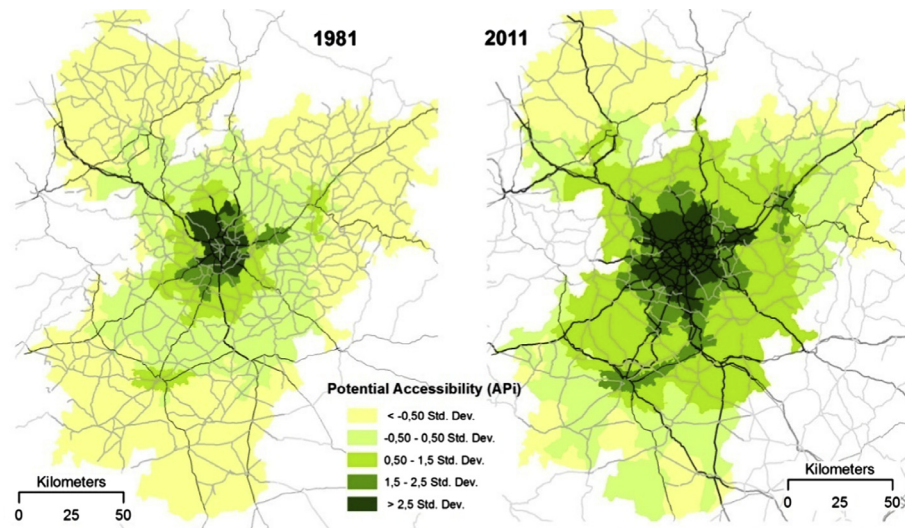 1981
2011
Potential Accessibility (APi)
< -0,50 Std. Dev.
-0,50 - 0,50 Std. Dev.
0,50 - 1,5 Std. Dev.
1,5 - 2,5 Std. Dev.
> 2,5 Std. Dev.
Kilometers
0 25 50
Kilometers
0 25 50